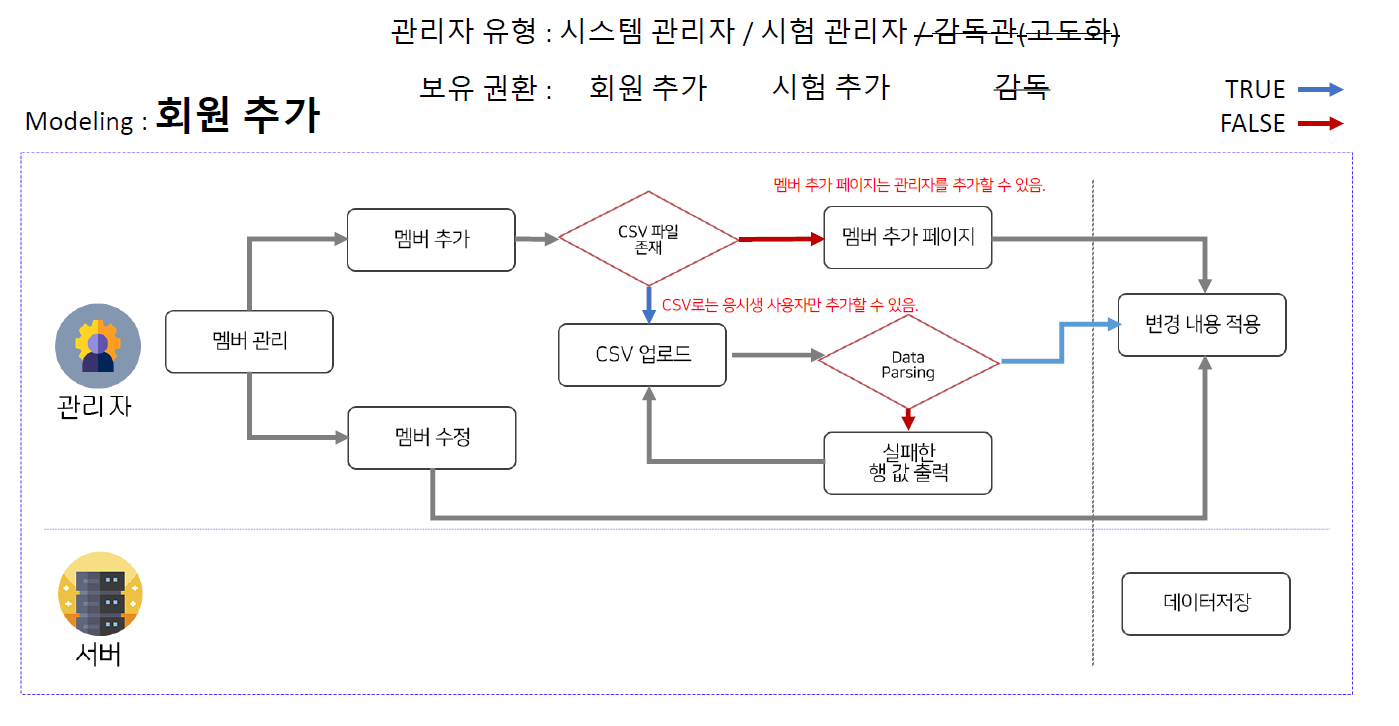 관리자 유형 : 시스템 관리자 / 시험 관리자 / 감독관(고도화)
보유 권환 : 회원 추가 시험 추가 감독
Modeling : 회원 추가
TRUE
FALSE
멤버 추가 페이지는 관리자를 추가할 수 있음.
멤버 추가
CSV 파일
존재
멤버 추가 페이지
CSV로는 응시생 사용자만 추가할 수 있음.
멤버 관리
CSV 업로드
Data
Parsing
변경 내용 적용
관리자
멤버 수정
실패한
행 값 출력
서버
데이터저장